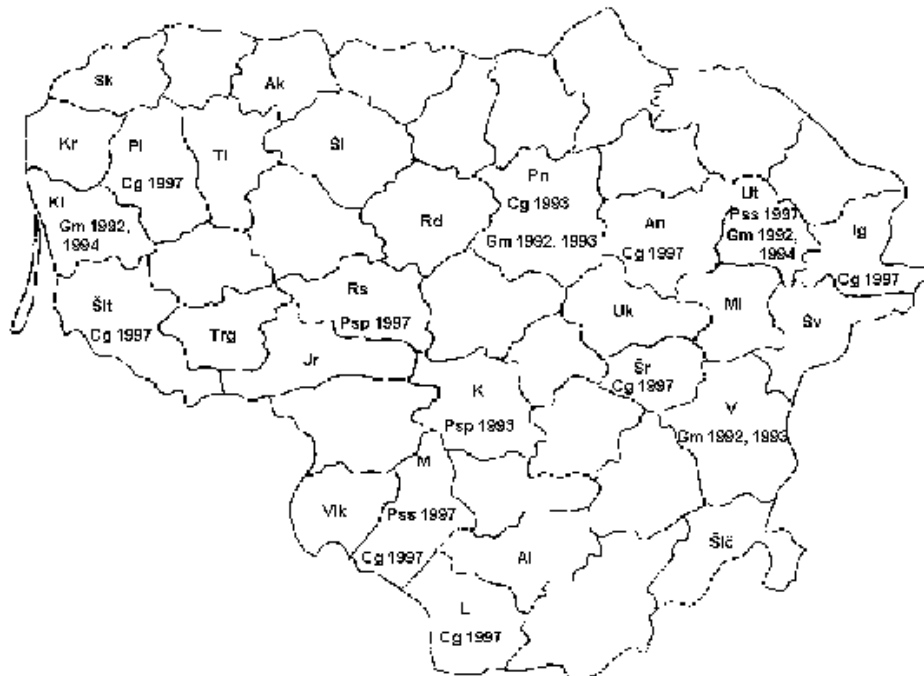 Sk
Ak
Kr
Pl
Cg 1997
Tl
Šl
Kl
Gm 1992,
1994
Rd
Pn
Cg 1993
Gm 1992, 1993
An
Cg 1997
Ut
Pss 1997
Gm 1992,
1994
Ig
Cg 1997
Šlt
Cg 1997
Trg
Rs
Psp 1997
Jr
Uk
Ml
Šv
Šr
Cg 1997
K
Psp 1993
V
Gm 1992, 1993
M
Pss 1997
Cg 1997
Vlk
Al
Šlč
L
Cg 1997